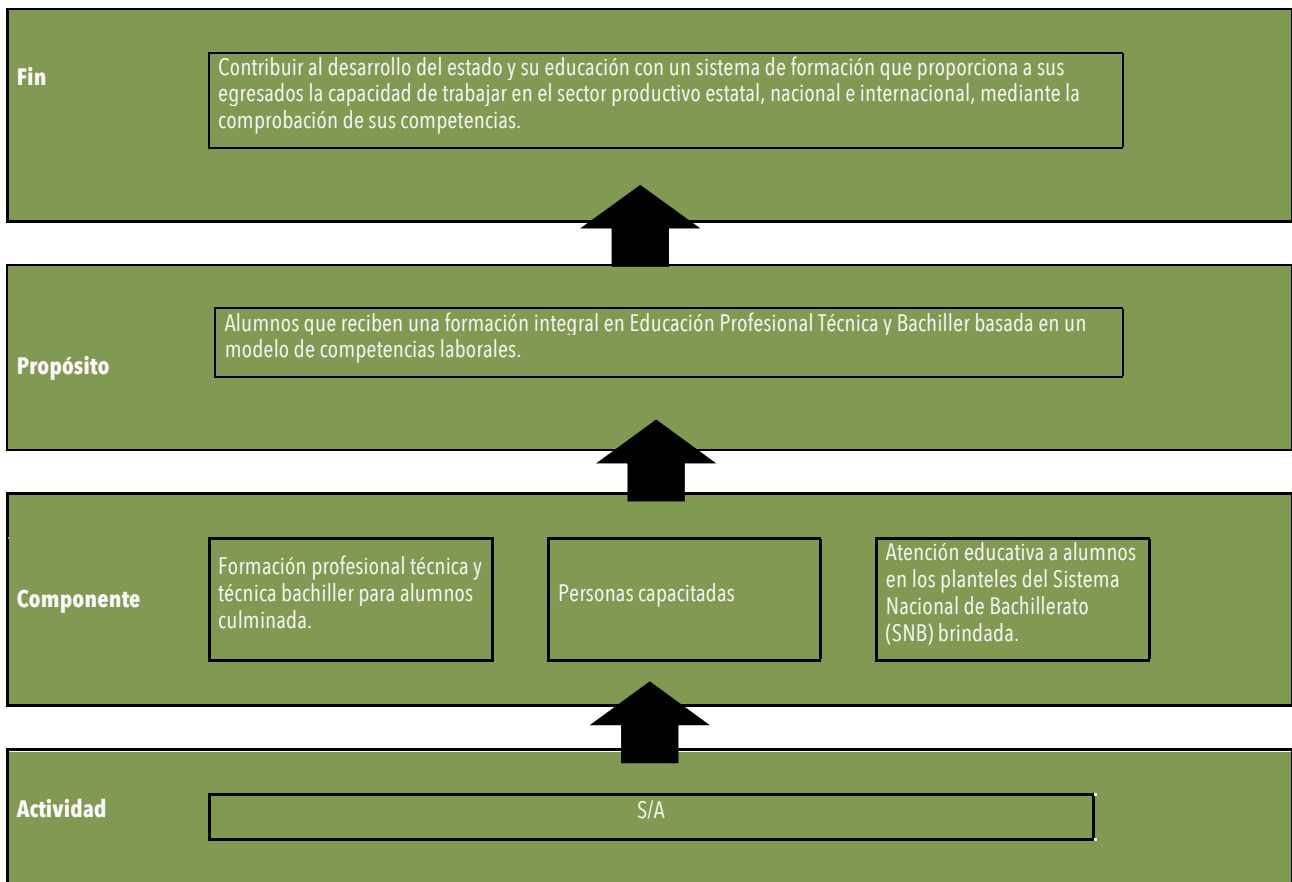 Fin
Contribuir al desarrollo del estado y su educación con un sistema de formación que proporciona a sus
egresados la capacidad de trabajar en el sector productivo estatal, nacional e internacional, mediante la
comprobación de sus competencias.
Propósito
Alumnos que reciben una formación integral en Educación Profesional Técnica y Bachiller basada en un
modelo de competencias laborales.
Componente
Formación profesional técnica y
técnica bachiller para alumnos
culminada.
Personas capacitadas
Atención educativa a alumnos
en los planteles del Sistema
Nacional de Bachillerato
(SNB) brindada.
Actividad
S/A